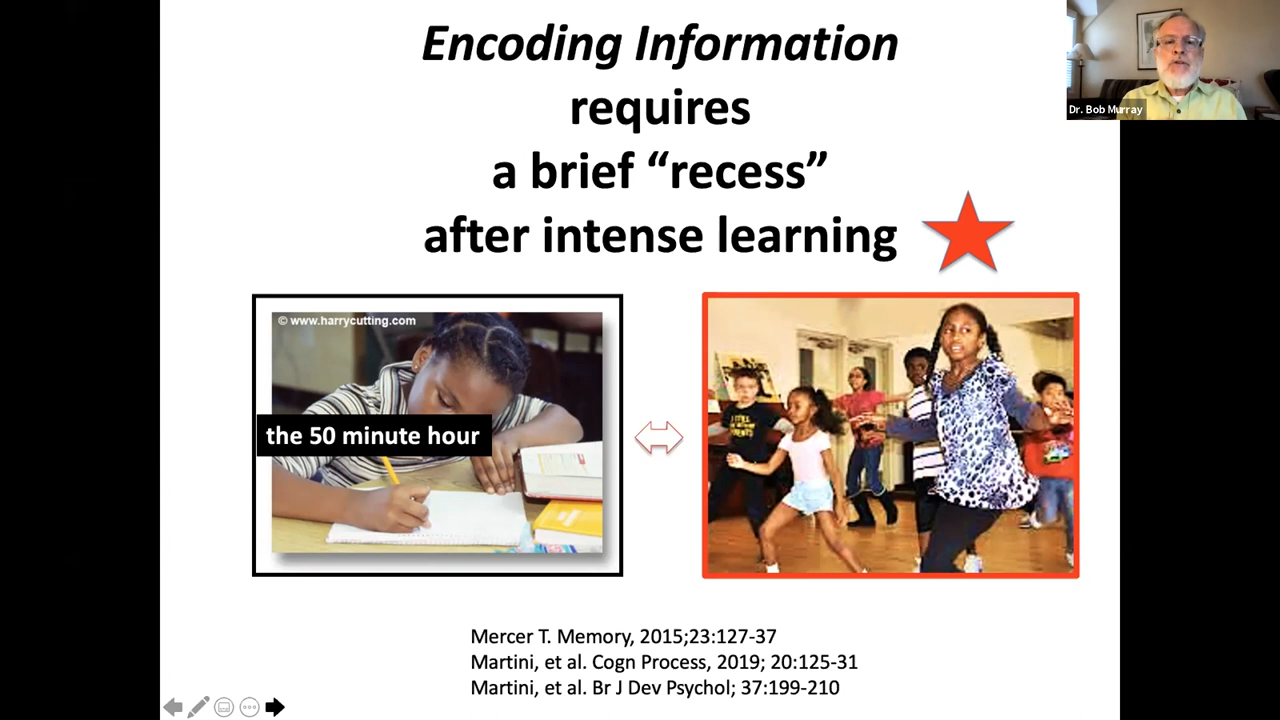 Encoding Information
requires
a brief “recess”
after intense learning
Dr. Bob Murray
© www.harrycutting.com
the 50 minute hour
Mercer T. Memory, 2015;23:127-37
Martini, et al. Cogn Process, 2019; 20:125-31
Martini, et al. Br J Dev Psychol; 37:199-210